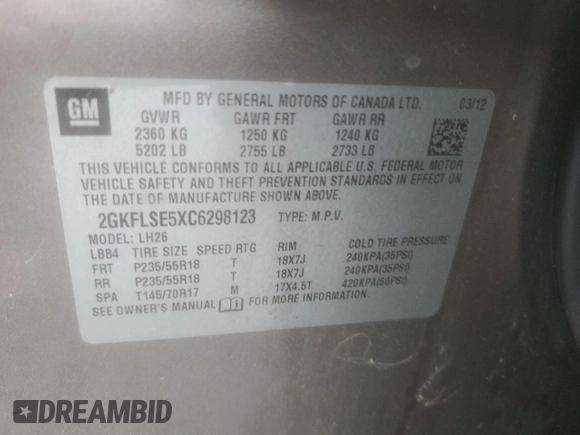 GM
MFD BY GENERAL MOTORS OF CANADA LTD. 03/12
GVWR GAWR FRT GAWR RR
2360 KG 1250 KG 1240 KG
5202 LB 2755 LB 2733 LB
THIS VEHICLE CONFORMS TO ALL APPLICABLE U.S. FEDERAL MOTOR
VEHICLE SAFETY AND THEFT PREVENTION STANDARDS IN EFFECT ON
THE DATE OF MANUFACTURE SHOWN ABOVE.
2GKFLSE5XC6298123 TYPE: M.P.V.
MODEL: LH26
LBB4 TIRE SIZE SPEED RTG RIM COLD TIRE PRESSURE
FRT P235/55R18 T 18X7J 240KPA(35PSI)
RR P235/55R18 T 18X7J 240KPA(35PSI)
SPA T145/70R17 M 17X4.5T 420KPA(60PSI)
SEE OWNER'S MANUAL FOR MORE INFORMATION.
DREAMBID